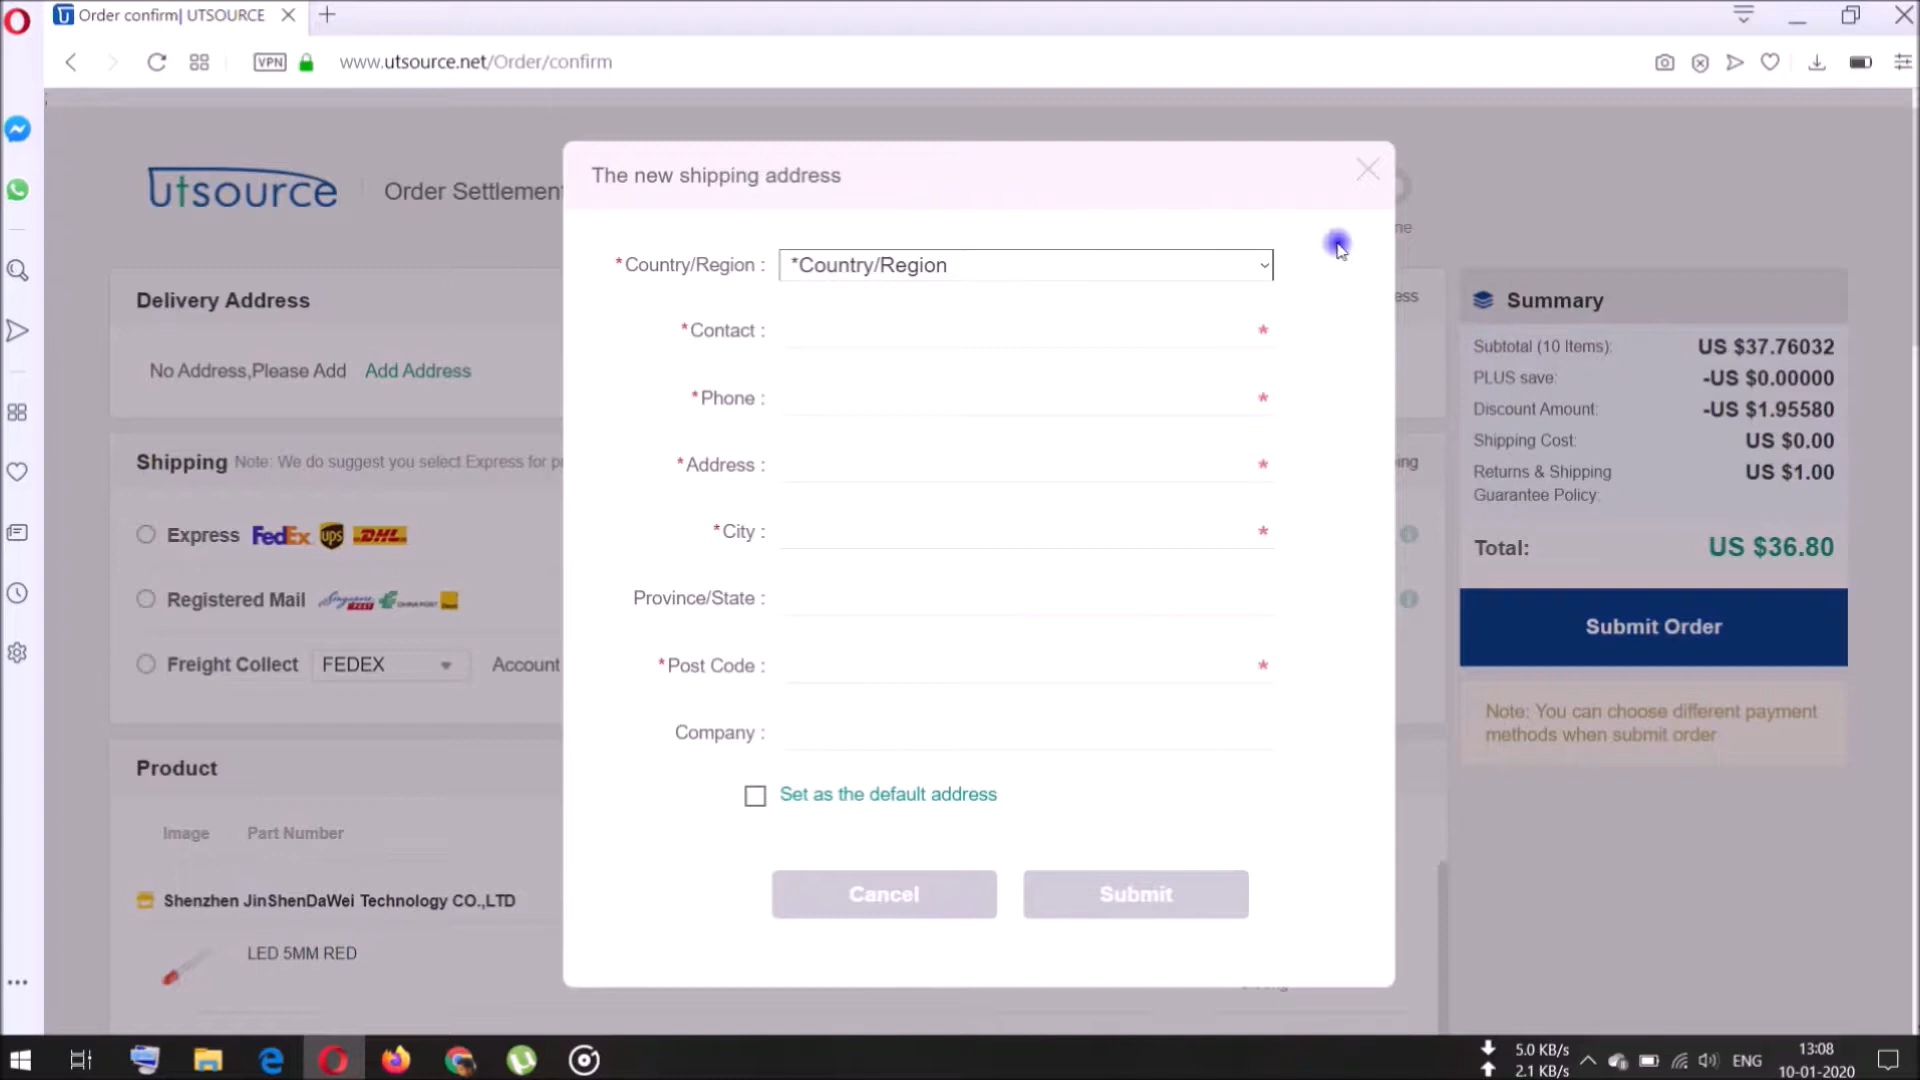 Order confirm| UTSOURCE
VPN
www.utsource.net/Order/confirm
utsource
Order Settlement
The new shipping address
*Country/Region : *Country/Region
*Contact : *
*Phone : *
*Address : *
*City : *
Province/State :
*Post Code : *
Company :
Set as the default address
Cancel
Submit
Delivery Address
No Address,Please Add Add Address
Shipping Note: We do suggest you select Express for
Express FedEx ups DHL
Registered Mail Singapore POST CHINA POST
Freight Collect FEDEX Account
Product
Image Part Number
Shenzhen JinShenDaWei Technology CO.,LTD
LED 5MM RED
Summary
Subtotal (10 Items): US $37.76032
PLUS save: -US $0.00000
Discount Amount: -US $1.95580
Shipping Cost: US $0.00
Returns & Shipping US $1.00
Guarantee Policy:
Total: US $36.80
Submit Order
Note: You can choose different payment
methods when submit order
5.0 KB/s
2.1 KB/s
ENG
13:08
10-01-2020